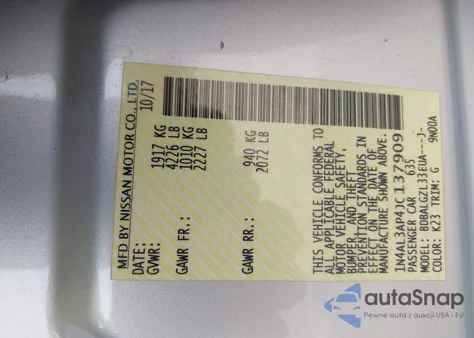 MFD BY NISSAN MOTOR CO., LTD.
DATE: 10/17
GVWR: 1917 KG
4226 LB
GAWR FR.: 1010 KG
2227 LB
GAWR RR.: 940 KG
2072 LB
THIS VEHICLE CONFORMS TO
ALL APPLICABLE FEDERAL
MOTOR VEHICLE SAFETY,
BUMPER AND THEFT
PREVENTION STANDARDS IN
EFFECT ON THE DATE OF
MANUFACTURE SHOWN ABOVE.
1N4AL3AP4JC137909
PASSENGER CAR 635
MODEL: BDBALGZL33EUA---J-
COLOR: K23 TRIM: G 9N00A
autoSnap
Pewne auta z aukcji USA i EU